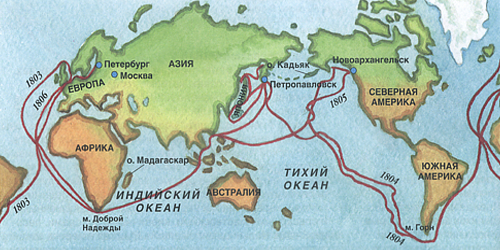 о. Кадьяк
Новоархангельск
Петербург
Москва
АЗИЯ
Петропавловск
1803
1806
ЕВРОПА
ЯПОНИЯ
1805
СЕВЕРНАЯ
АМЕРИКА
АФРИКА
о. Мадагаскар
ИНДИЙСКИЙ
ОКЕАН
АВСТРАЛИЯ
ТИХИЙ
ОКЕАН
ЮЖНАЯ
АМЕРИКА
1804
1803
м. Доброй
Надежды
1804
м. Горн